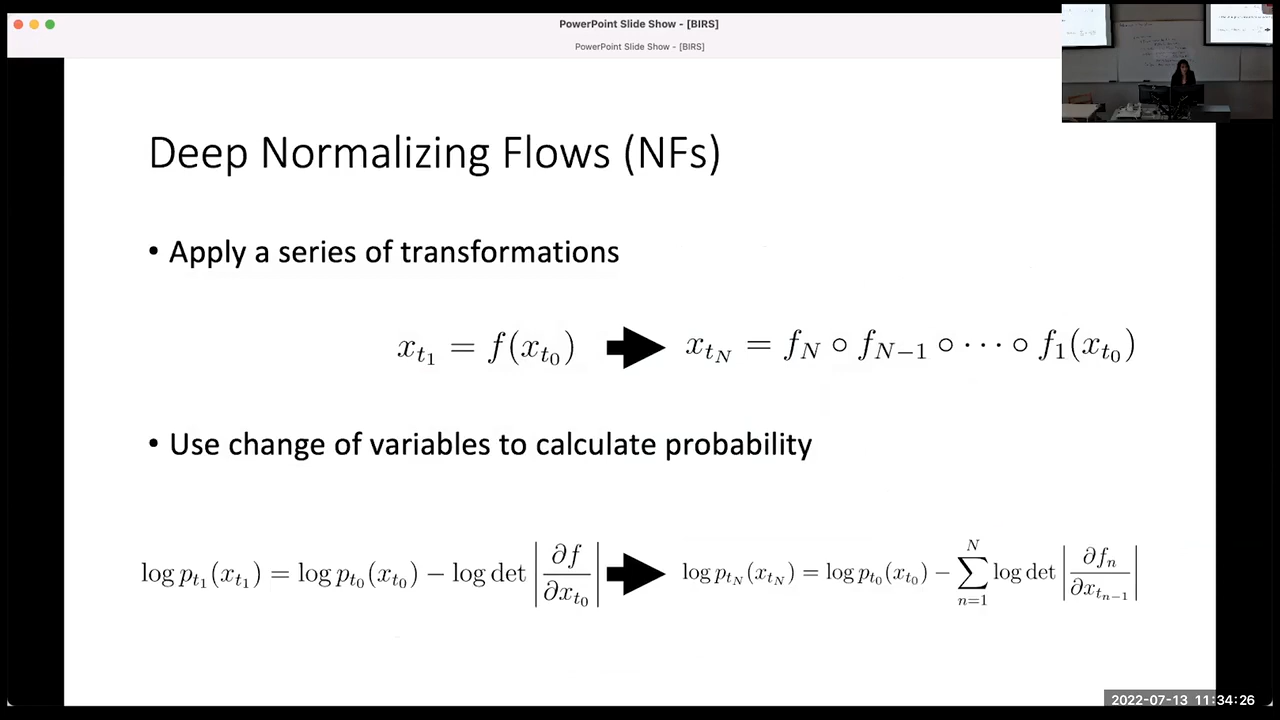 PowerPoint Slide Show - [BIRS]
PowerPoint Slide Show - [BIRS]
Deep Normalizing Flows (NFs)
• Apply a series of transformations
x_{t_1} = f(x_{t_0}) ➡ x_{t_N} = f_N ∘ f_{N−1} ∘ ⋯ ∘ f_1(x_{t_0})
• Use change of variables to calculate probability
log p_{t_1}(x_{t_1}) = log p_{t_0}(x_{t_0}) − log det |∂f/∂x_{t_0}| ➡ log p_{t_N}(x_{t_N}) = log p_{t_0}(x_{t_0}) − ∑_{n=1}^{N} log det |∂f_n/∂x_{t_{n−1}}|
2022-07-13 11:34:26